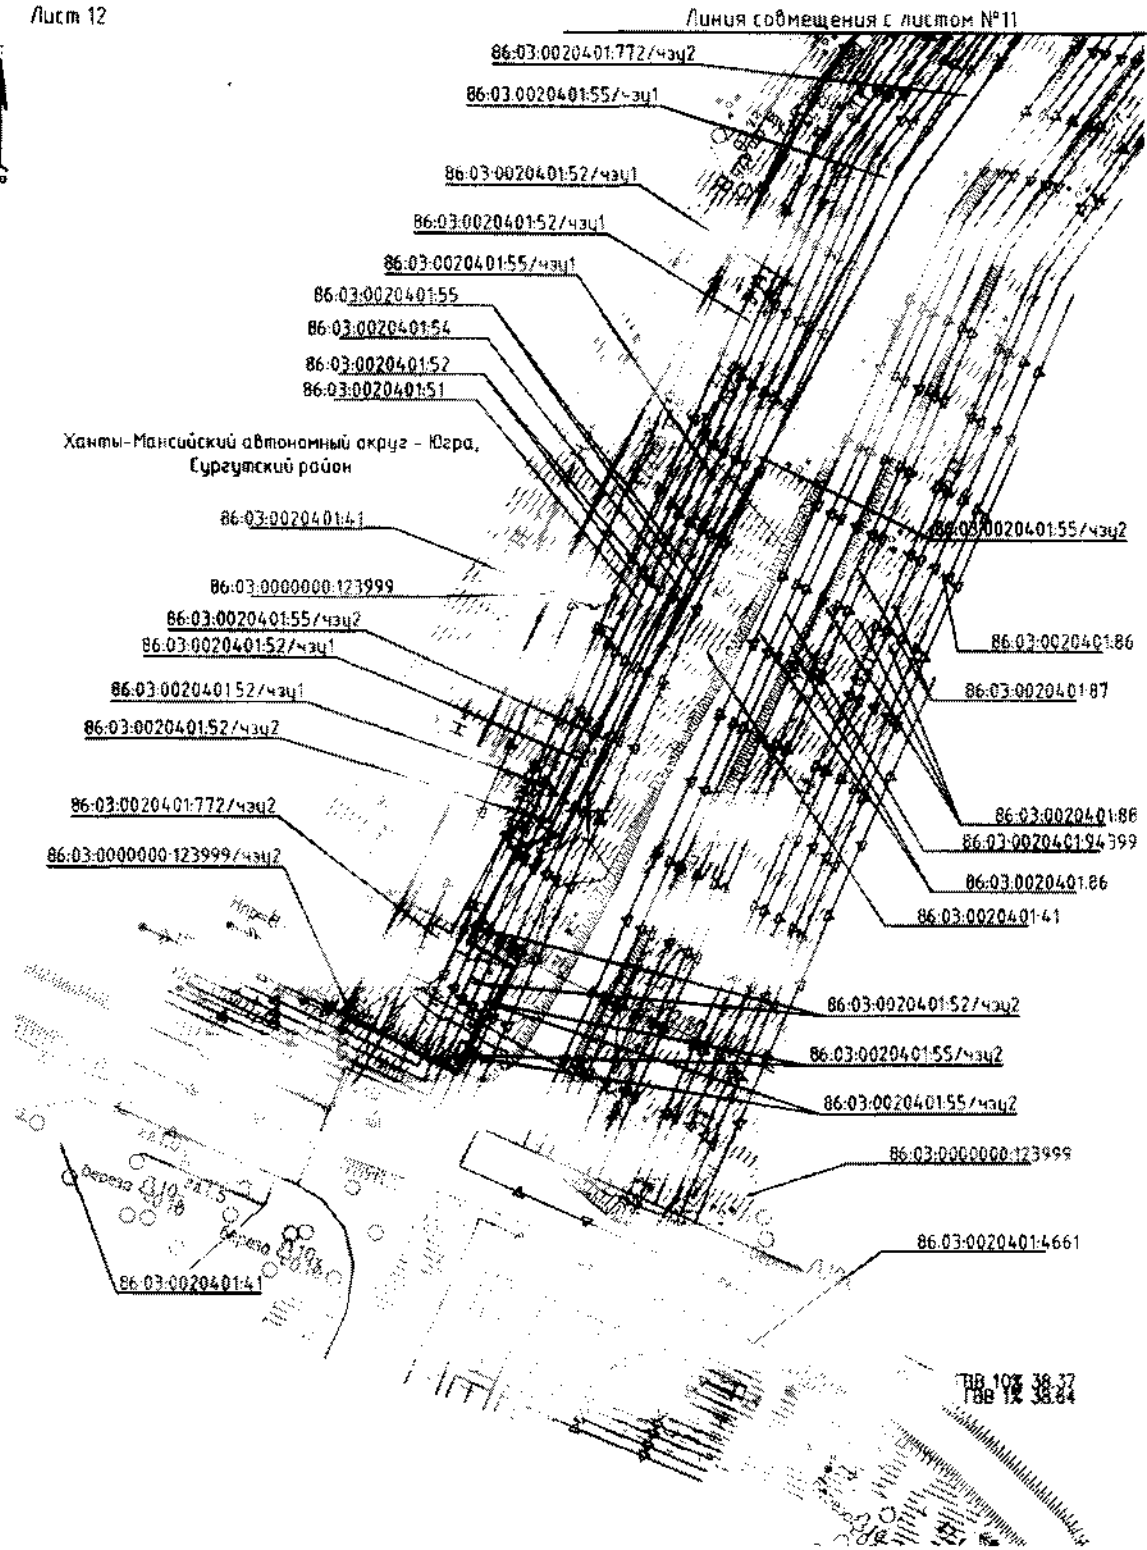 Лист 12
Линия совмещения с листом №11
86:03:0020401:772/чзу2
86:03:0020401:55/чзу1
86:03:0020401:52/чзу1
86:03:0020401:52/чзу1
86:03:0020401:55/чзу1
86:03:0020401:55
86:03:0020401:54
86:03:0020401:52
86:03:0020401:51
Ханты-Мансийский автономный округ - Югра,
Сургутский район
86:03:0020401:41
86:03:0020401:55/чзу2
86:03:0000000:123999
86:03:0020401:55/чзу2
86:03:0020401:52/чзу1
86:03:0020401:86
86:03:0020401:52/чзу1
86:03:0020401:87
86:03:0020401:52/чзу2
86:03:0020401:772/чзу2
86:03:0020401:88
86:03:0020401:94399
86:03:0000000:123999/чзу2
86:03:0020401:86
86:03:0020401:41
86:03:0020401:52/чзу2
86:03:0020401:55/чзу2
86:03:0020401:55/чзу2
86:03:0000000:123999
береза
береза
86:03:0020401:4661
86:03:0020401:41
ГВВ 10% 38.37
ГВВ 1% 38.64